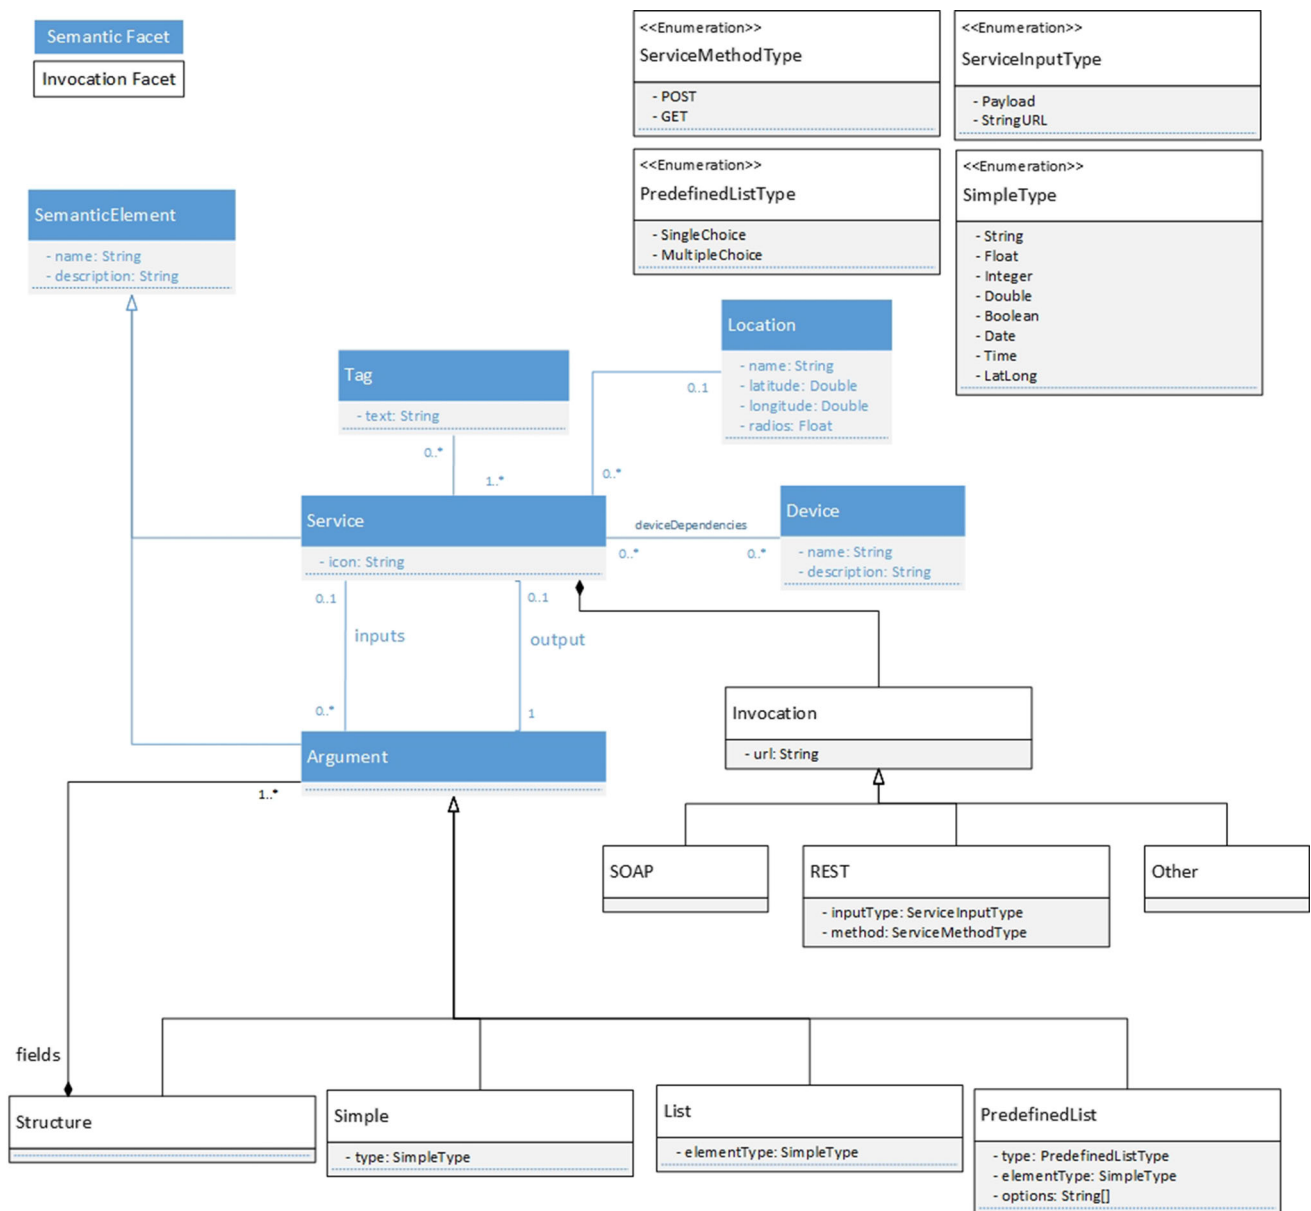 Semantic Facet
Invocation Facet
<<Enumeration>>
ServiceMethodType
- POST
- GET
<<Enumeration>>
ServiceInputType
- Payload
- StringURL
<<Enumeration>>
PredefinedListType
- SingleChoice
- MultipleChoice
<<Enumeration>>
SimpleType
- String
- Float
- Integer
- Double
- Boolean
- Date
- Time
- LatLong
SemanticElement
- name: String
- description: String
Location
- name: String
- latitude: Double
- longitude: Double
- radios: Float
0..1
0..*
Tag
- text: String
0..*
1..*
Service
- icon: String
deviceDependencies
0..*
0..*
Device
- name: String
- description: String
0..1
inputs
0..*
0..1
output
1
Argument
1..*
Invocation
- url: String
SOAP
REST
- inputType: ServiceInputType
- method: ServiceMethodType
Other
fields
Structure
Simple
- type: SimpleType
List
- elementType: SimpleType
PredefinedList
- type: PredefinedListType
- elementType: SimpleType
- options: String[]